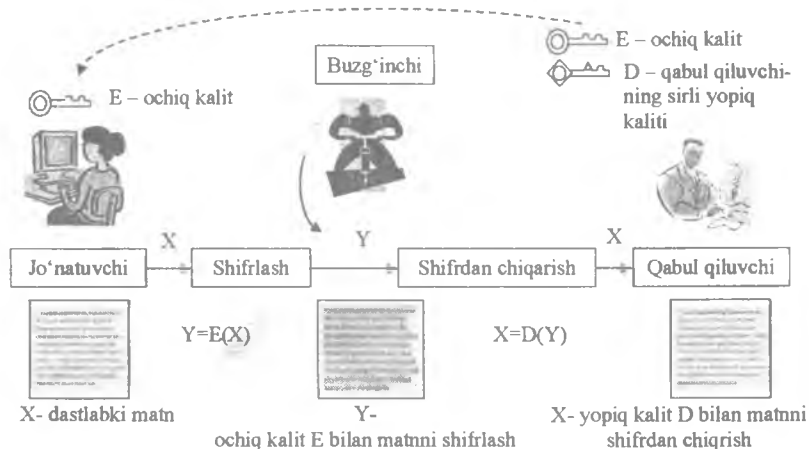 E – ochiq kalit
D – qabul qiluvchi-
ning sirli yopiq
kaliti
Buzg‘inchi
E – ochiq kalit
X
Y
X
Jo‘natuvchi
Shifrlash
Shifrdan chiqarish
Qabul qiluvchi
Y=E(X)
X=D(Y)
X- dastlabki matn
Y-
ochiq kalit E bilan matnni shifrlash
X- yopiq kalit D bilan matnni
shifrdan chiqrish